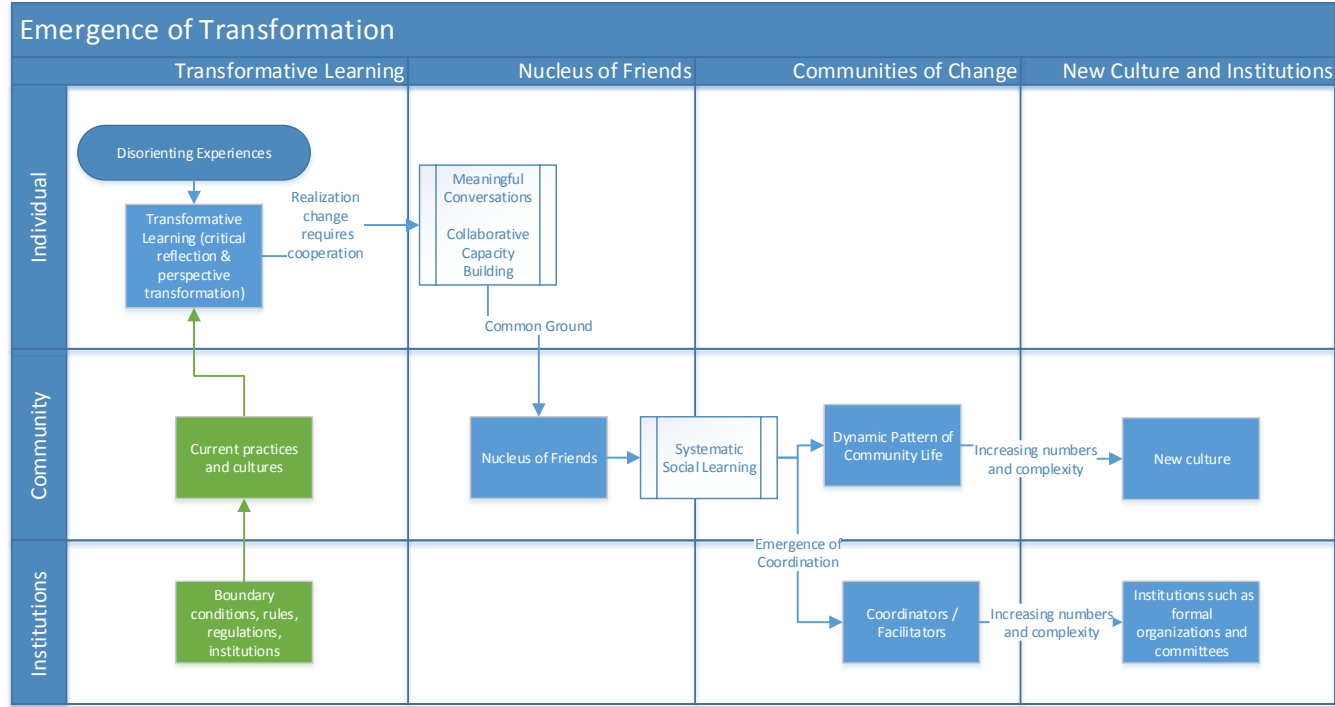 Emergence of Transformation
Transformative Learning
Nucleus of Friends
Communities of Change
New Culture and Institutions
Individual
Disorienting Experiences
Transformative
Learning (critical
reflection &
perspective
transformation)
Realization
change
requires
cooperation
Meaningful
Conversations
Collaborative
Capacity
Building
Common Ground
Community
Current practices
and cultures
Nucleus of Friends
Systematic
Social Learning
Dynamic Pattern of
Community Life
Increasing numbers
and complexity
New culture
Emergence of
Coordination
Institutions
Boundary
conditions, rules,
regulations,
institutions
Coordinators /
Facilitators
Increasing numbers
and complexity
Institutions such as
formal
organizations and
committees